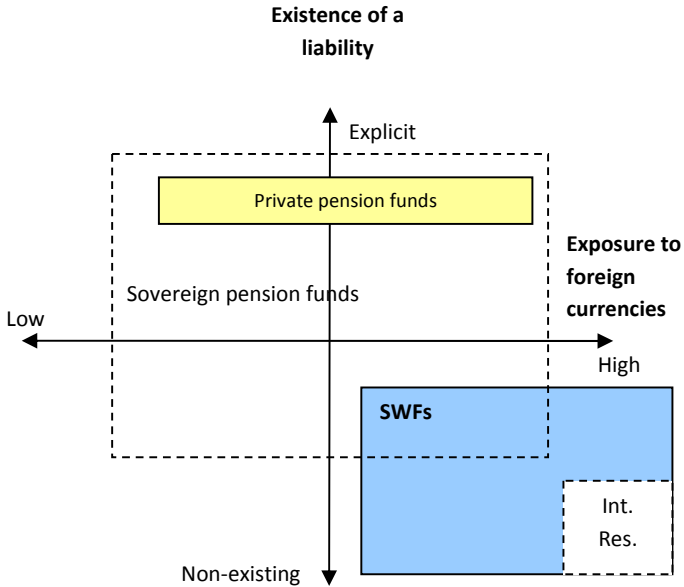 Existence of a
liability
Explicit
Private pension funds
Exposure to
foreign
currencies
Sovereign pension funds
Low
High
SWFs
Int.
Res.
Non-existing